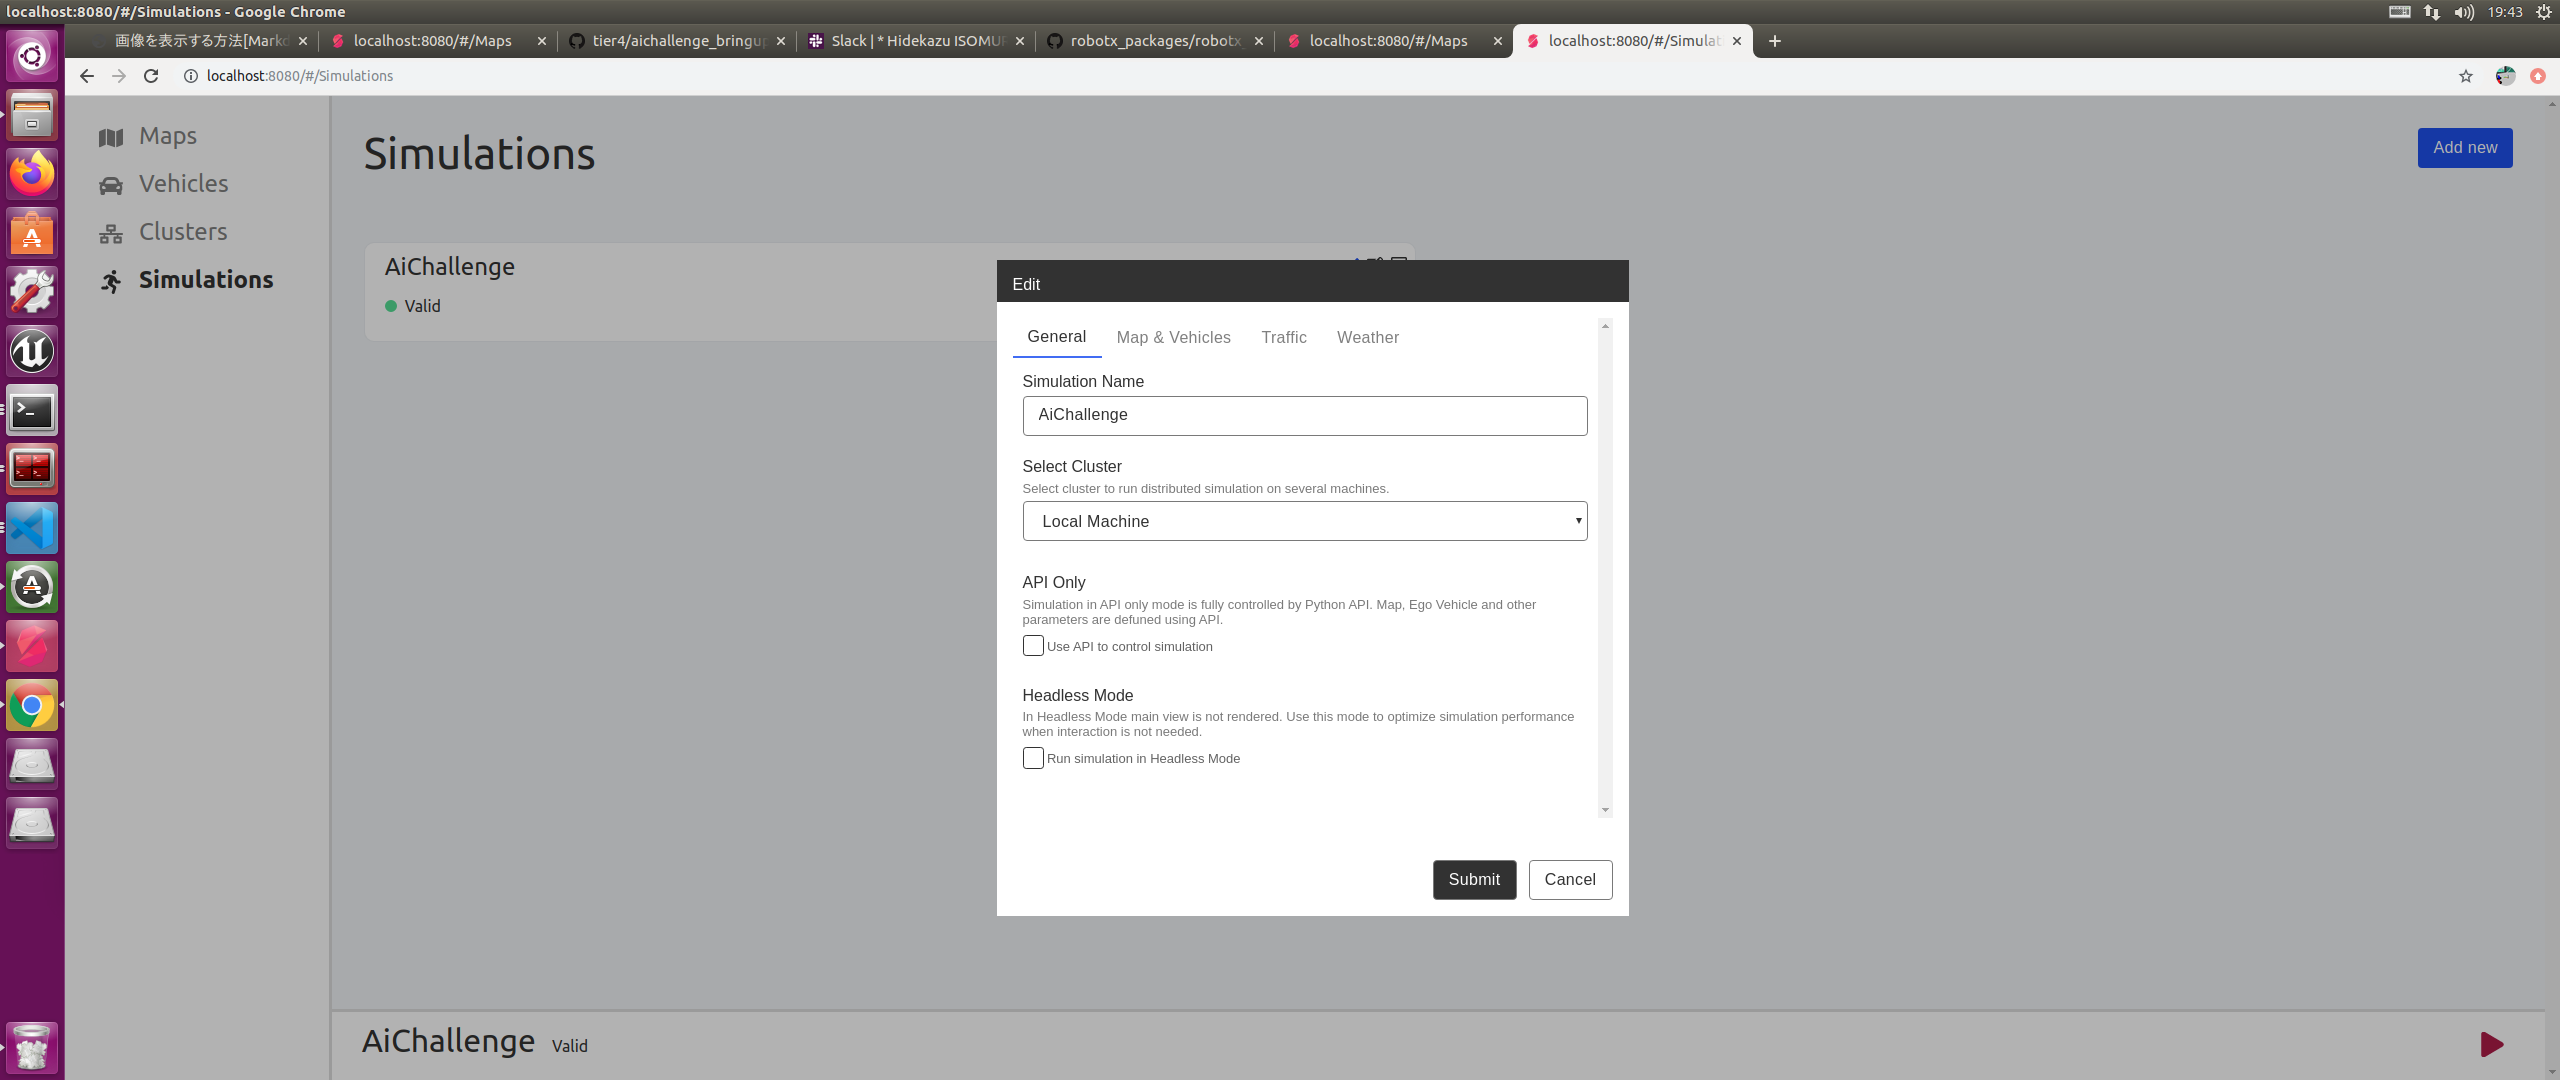 localhost:8080/#/Simulations - Google Chrome
19:43
画像を表示する方法[Markd
localhost:8080/#/Maps
tier4/aichallenge_bringup
Slack | * Hidekazu ISOMUR
robotx_packages/robotx_
localhost:8080/#/Maps
localhost:8080/#/Simulat
localhost:8080/#/Simulations
Maps
Vehicles
Clusters
Simulations
Simulations
Add new
AiChallenge
Valid
Edit
General
Map & Vehicles
Traffic
Weather
Simulation Name
AiChallenge
Select Cluster
Select cluster to run distributed simulation on several machines.
Local Machine
API Only
Simulation in API only mode is fully controlled by Python API. Map, Ego Vehicle and other
parameters are defuned using API.
Use API to control simulation
Headless Mode
In Headless Mode main view is not rendered. Use this mode to optimize simulation performance
when interaction is not needed.
Run simulation in Headless Mode
Submit
Cancel
AiChallenge
Valid